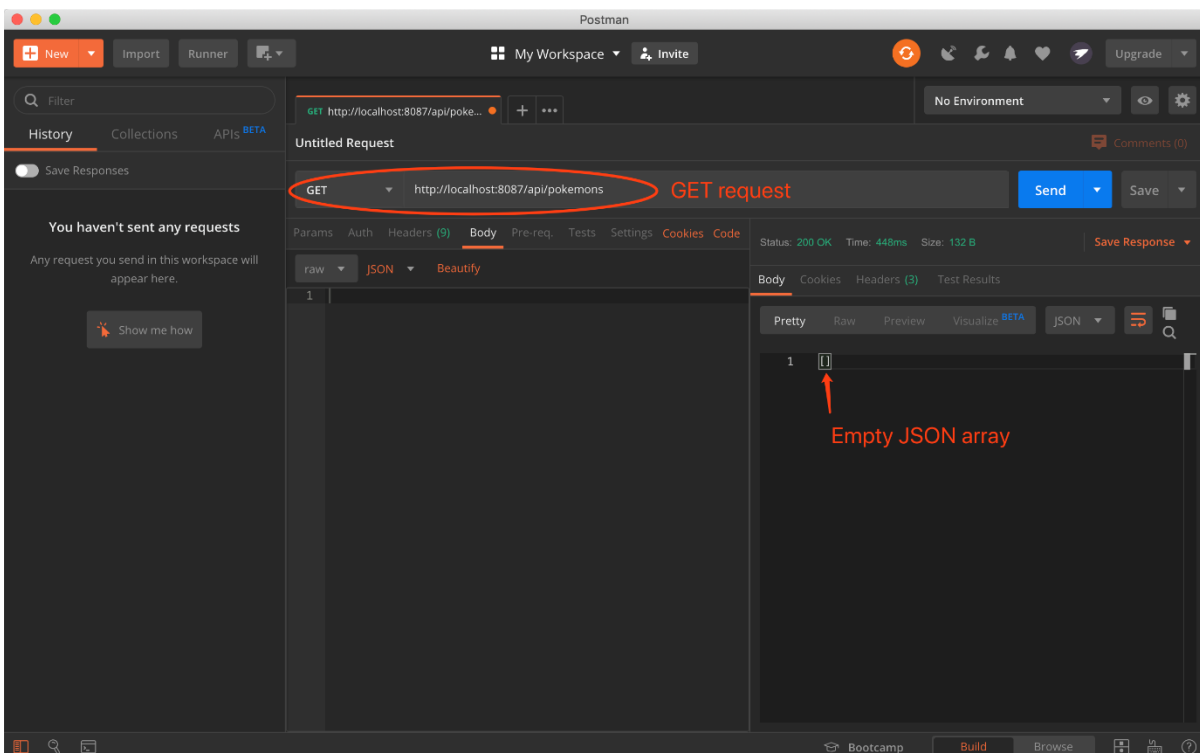 Postman
New Import Runner My Workspace Invite Upgrade
Filter
History Collections APIs BETA
Save Responses
You haven't sent any requests
Any request you send in this workspace will
appear here.
Show me how
GET http://localhost:8087/api/poke...
No Environment
Untitled Request
Comments (0)
GET http://localhost:8087/api/pokemons GET request Send Save
Params Auth Headers (9) Body Pre-req. Tests Settings Cookies Code
raw JSON Beautify
1
Status: 200 OK Time: 448ms Size: 132 B Save Response
Body Cookies Headers (3) Test Results
Pretty Raw Preview Visualize BETA JSON
1 []
Empty JSON array
Bootcamp Build Browse